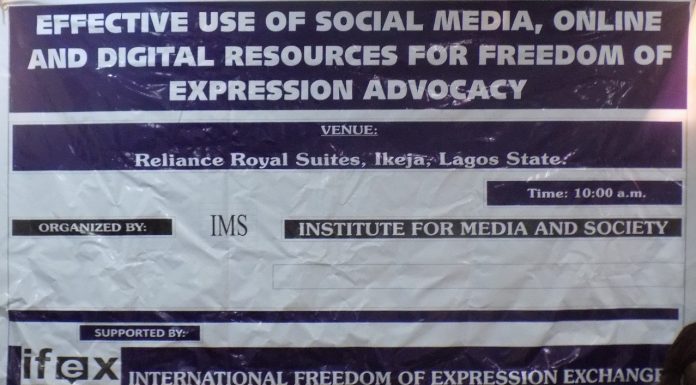 EFFECTIVE USE OF SOCIAL MEDIA, ONLINE
AND DIGITAL RESOURCES FOR FREEDOM OF
EXPRESSION ADVOCACY
VENUE:
Reliance Royal Suites, Ikeja, Lagos State.
Time: 10:00 a.m.
ORGANIZED BY: IMS INSTITUTE FOR MEDIA AND SOCIETY
SUPPORTED BY:
ifex INTERNATIONAL FREEDOM OF EXPRESSION EXCHANGE